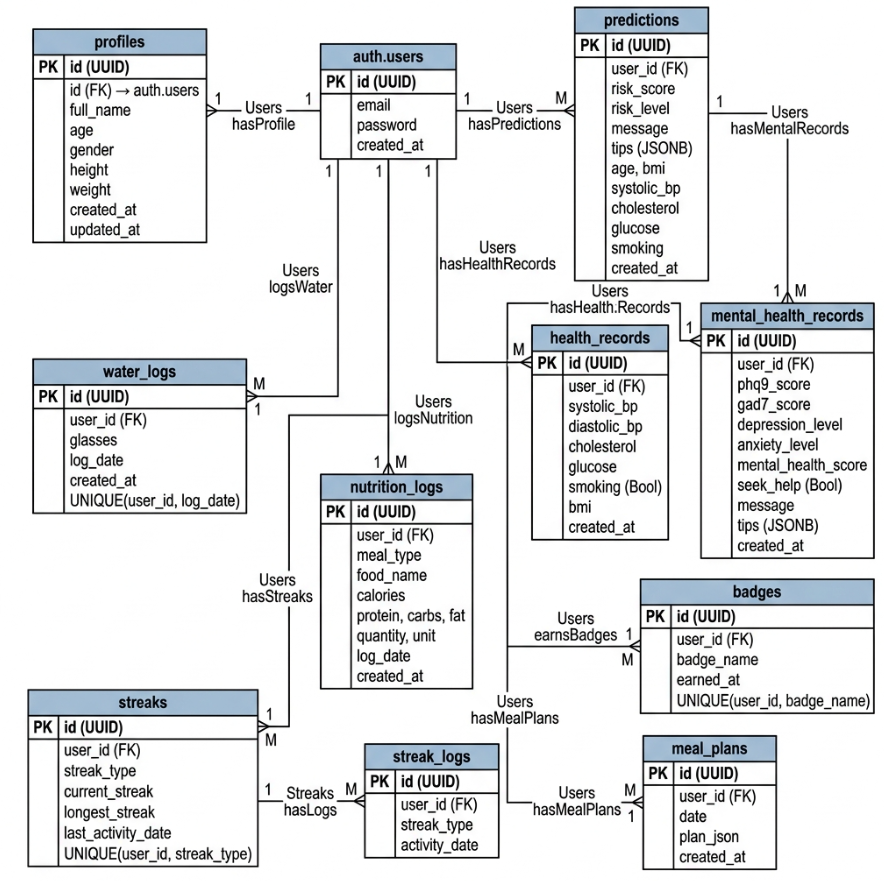 profiles
PK id (UUID)
id (FK) → auth.users
full_name
age
gender
height
weight
created_at
updated_at
1
Users
hasProfile
1
auth.users
PK id (UUID)
email
password
created_at
1
Users
hasPredictions
M
predictions
PK id (UUID)
user_id (FK)
risk_score
risk_level
message
tips (JSONB)
age, bmi
systolic_bp
cholesterol
glucose
smoking
created_at
1
Users
hasMentalRecords
1 M
1
1
1
Users
logsWater
Users
hasHealthRecords
Users
hasHealth.Records
1
M
health_records
PK id (UUID)
user_id (FK)
systolic_bp
diastolic_bp
cholesterol
glucose
smoking (Bool)
bmi
created_at
mental_health_records
PK id (UUID)
user_id (FK)
phq9_score
gad7_score
depression_level
anxiety_level
mental_health_score
seek_help (Bool)
message
tips (JSONB)
created_at
water_logs
PK id (UUID)
user_id (FK)
glasses
log_date
created_at
UNIQUE(user_id, log_date)
M
1
Users
logsNutrition
1 M
nutrition_logs
PK id (UUID)
user_id (FK)
meal_type
food_name
calories
protein, carbs, fat
quantity, unit
log_date
created_at
Users
hasStreaks
Users
earnsBadges
1
M
badges
PK id (UUID)
user_id (FK)
badge_name
earned_at
UNIQUE(user_id, badge_name)
Users
hasMealPlans
streaks
PK id (UUID)
user_id (FK)
streak_type
current_streak
longest_streak
last_activity_date
UNIQUE(user_id, streak_type)
1
M
1
Streaks
hasLogs
M
streak_logs
PK id (UUID)
user_id (FK)
streak_type
activity_date
Users
hasMealPlans
M
1
meal_plans
PK id (UUID)
user_id (FK)
date
plan_json
created_at